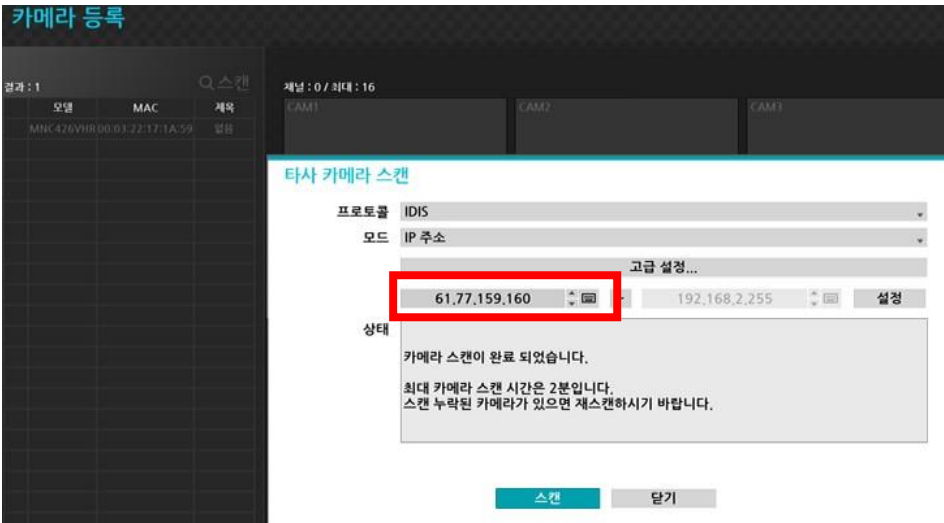 카메라 등록
결과 : 1
스캔
채널 : 0 / 최대 : 16
모델 MAC 제목
MNC426VHR 00:03:22:17:1A:59 없음
CAM1 CAM2 CAM3
타사 카메라 스캔
프로토콜 IDIS
모드 IP 주소
고급 설정...
61.77.159.160 192.168.2.255 설정
상태
카메라 스캔이 완료 되었습니다.
최대 카메라 스캔 시간은 2분입니다.
스캔 누락된 카메라가 있으면 재스캔하시기 바랍니다.
스캔 닫기